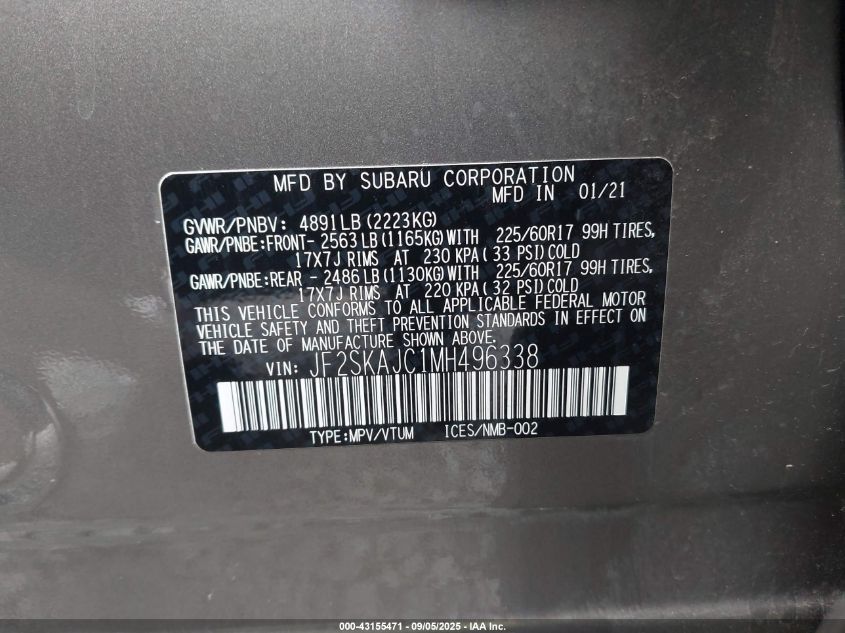 MFD BY SUBARU CORPORATION
MFD IN 01/21
GVWR/PNBV: 4891LB(2223KG)
GAWR/PNBE:FRONT- 2563LB(1165KG)WITH 225/60R17 99H TIRES,
17X7J RIMS AT 230 KPA(33 PSI)COLD
GAWR/PNBE:REAR - 2486LB(1130KG)WITH 225/60R17 99H TIRES,
17X7J RIMS AT 220 KPA(32 PSI)COLD
THIS VEHICLE CONFORMS TO ALL APPLICABLE FEDERAL MOTOR
VEHICLE SAFETY AND THEFT PREVENTION STANDARDS IN EFFECT ON
THE DATE OF MANUFACTURE SHOWN ABOVE.
VIN: JF2SKAJC1MH496338
TYPE:MPV/VTUM ICES/NMB-002
000-43155471 - 09/05/2025 - IAA Inc.